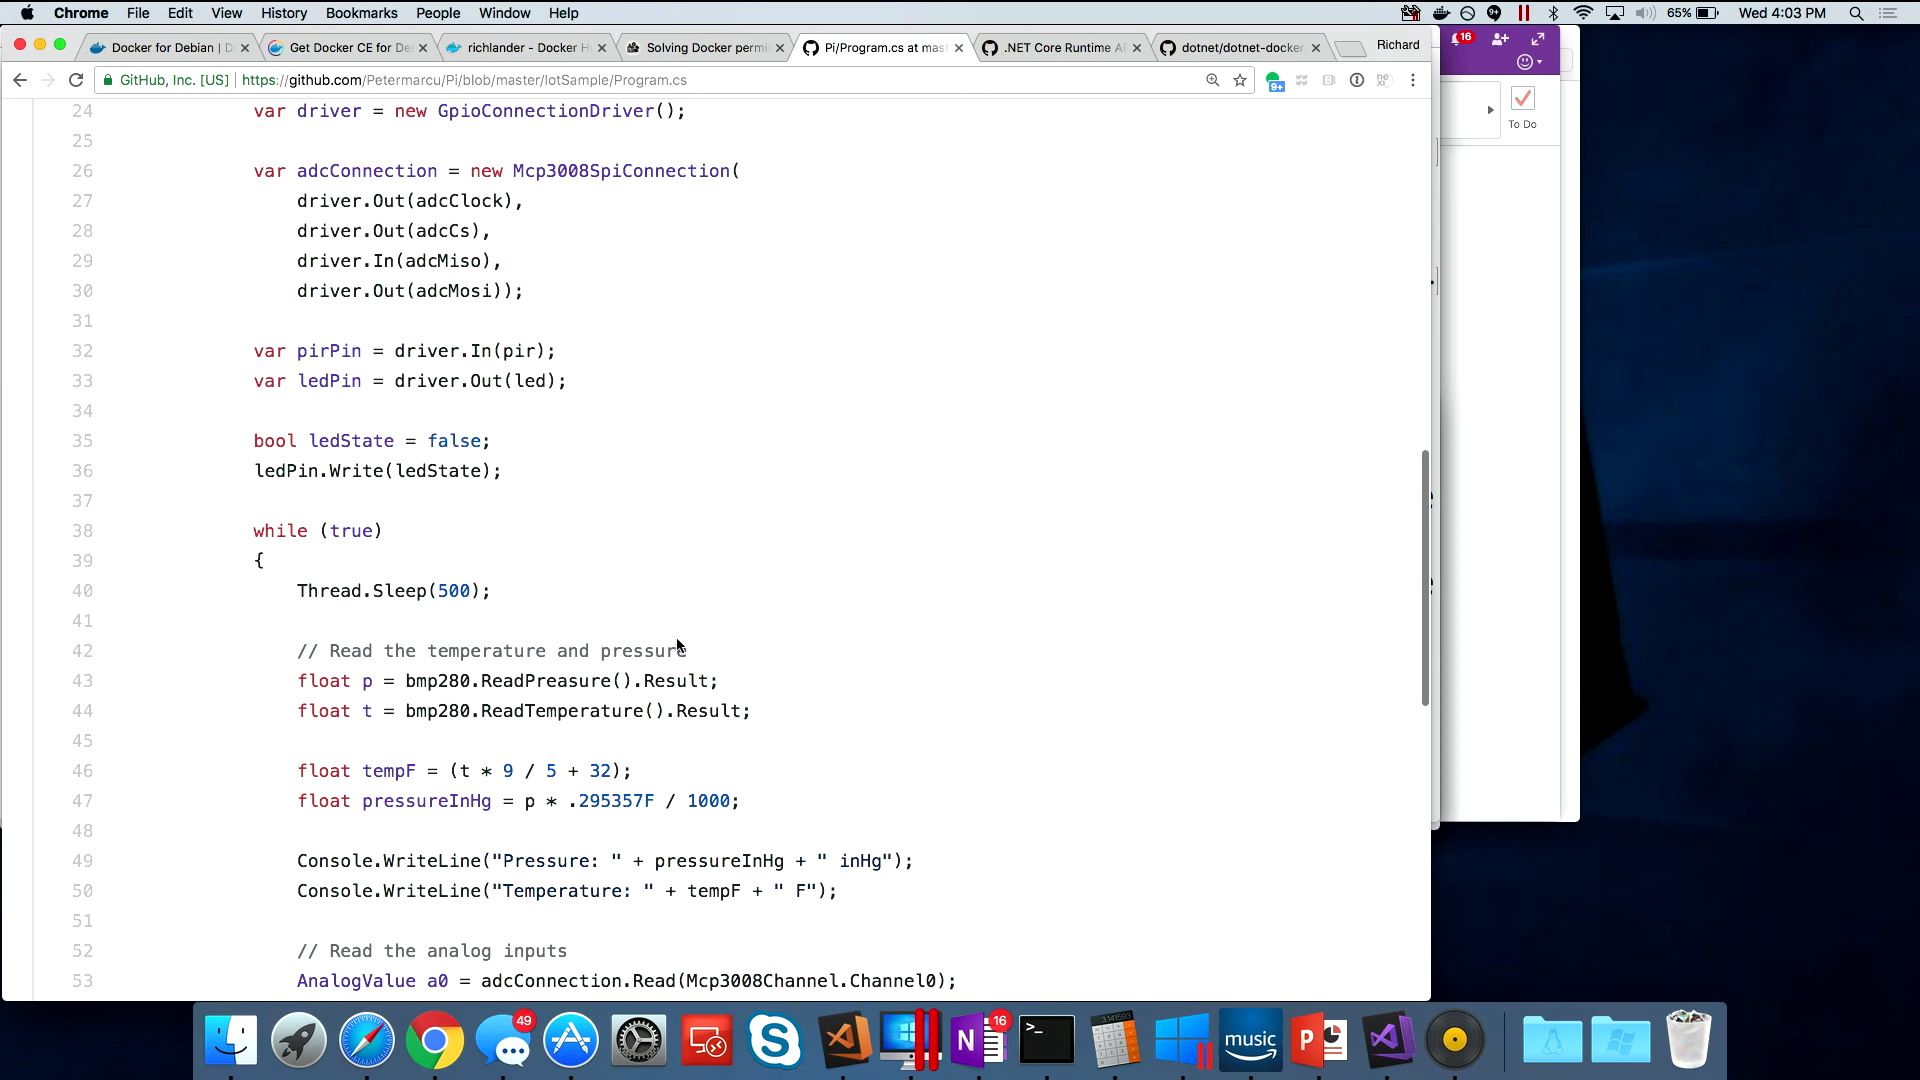 Chrome File Edit View History Bookmarks People Window Help
9+
65% Wed 4:03 PM
Docker for Debian | D
Get Docker CE for De
richlander - Docker H
Solving Docker permi
Pi/Program.cs at mas
.NET Core Runtime A
dotnet/dotnet-docke
Richard
16
GitHub, Inc. [US] | https://github.com/Petermarcu/Pi/blob/master/IotSample/Program.cs
9+
To Do
24 var driver = new GpioConnectionDriver();
25
26 var adcConnection = new Mcp3008SpiConnection(
27 driver.Out(adcClock),
28 driver.Out(adcCs),
29 driver.In(adcMiso),
30 driver.Out(adcMosi));
31
32 var pirPin = driver.In(pir);
33 var ledPin = driver.Out(led);
34
35 bool ledState = false;
36 ledPin.Write(ledState);
37
38 while (true)
39 {
40 Thread.Sleep(500);
41
42 // Read the temperature and pressure
43 float p = bmp280.ReadPreasure().Result;
44 float t = bmp280.ReadTemperature().Result;
45
46 float tempF = (t * 9 / 5 + 32);
47 float pressureInHg = p * .295357F / 1000;
48
49 Console.WriteLine("Pressure: " + pressureInHg + " inHg");
50 Console.WriteLine("Temperature: " + tempF + " F");
51
52 // Read the analog inputs
53 AnalogValue a0 = adcConnection.Read(Mcp3008Channel.Channel0);
49
S
N
16
>_
3.141593
music
P